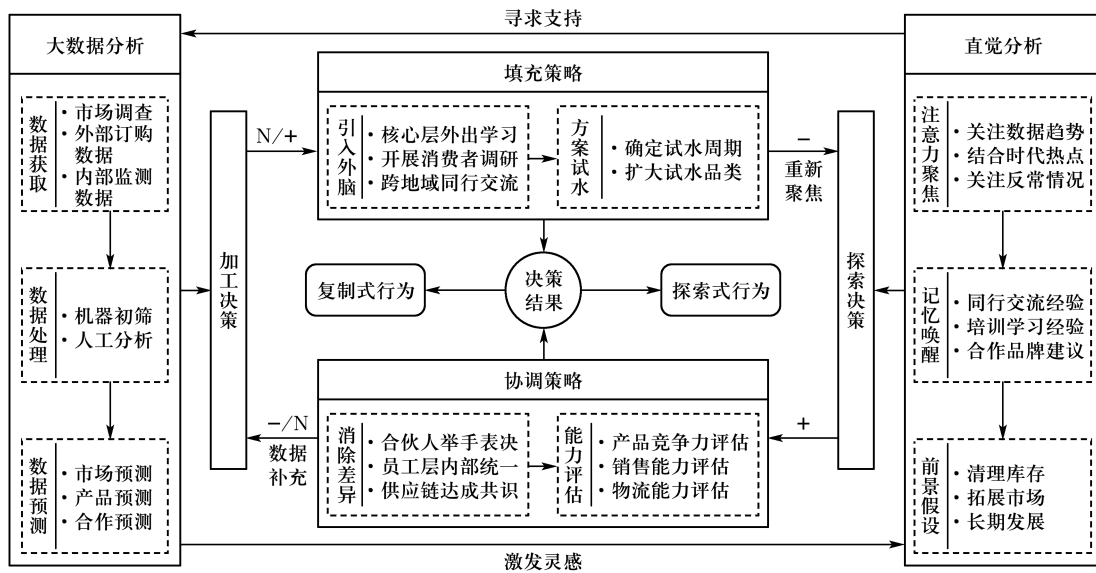 寻求支持
大数据分析
数据获取
• 市场调查
• 外部订购
数据
• 内部监测
数据
数据处理
• 机器初筛
• 人工分析
数据预测
• 市场预测
• 产品预测
• 合作预测
加工决策
N/+
填充策略
引入外脑
• 核心层外出学习
• 开展消费者调研
• 跨地域同行交流
方案试水
• 确定试水周期
• 扩大试水品类
−
重新
聚焦
复制式行为
决策
结果
探索式行为
−/N
数据
补充
协调策略
消除差异
• 合伙人举手表决
• 员工层内部统一
• 供应链达成共识
能力评估
• 产品竞争力评估
• 销售能力评估
• 物流能力评估
+
探索决策
直觉分析
注意力聚焦
• 关注数据趋势
• 结合时代热点
• 关注反常情况
记忆唤醒
• 同行交流经验
• 培训学习经验
• 合作品牌建议
前景假设
• 清理库存
• 拓展市场
• 长期发展
激发灵感